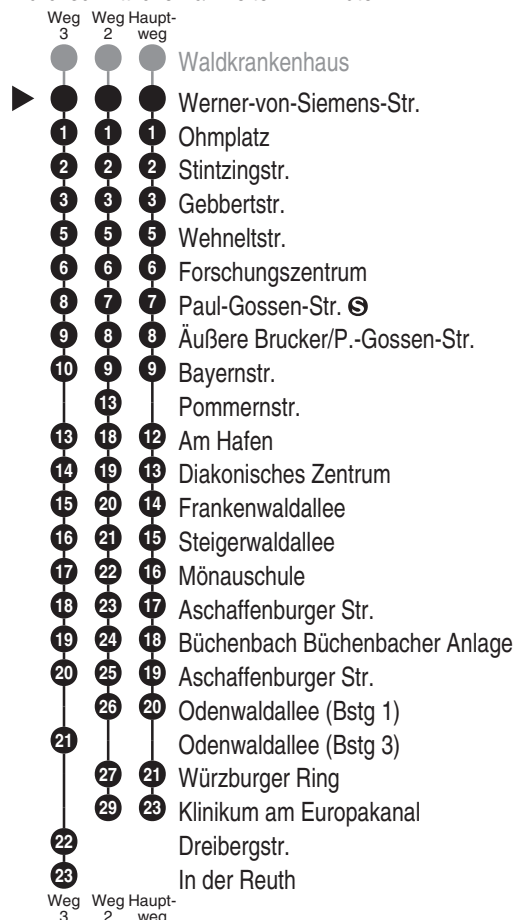 Weg Weg Haupt-
3 2 weg
Waldkrankenhaus
Werner-von-Siemens-Str.
1 1 1 Ohmplatz
2 2 2 Stintzingstr.
3 3 3 Gebbertstr.
5 5 5 Wehneltstr.
6 6 6 Forschungszentrum
8 7 7 Paul-Gossen-Str. S
9 8 8 Äußere Brucker/P.-Gossen-Str.
10 9 9 Bayernstr.
13 Pommernstr.
13 18 12 Am Hafen
14 19 13 Diakonisches Zentrum
15 20 14 Frankenwaldallee
16 21 15 Steigerwaldallee
17 22 16 Mönauschule
18 23 17 Aschaffenburger Str.
19 24 18 Büchenbach Büchenbacher Anlage
20 25 19 Aschaffenburger Str.
26 20 Odenwaldallee (Bstg 1)
21 Odenwaldallee (Bstg 3)
27 21 Würzburger Ring
29 23 Klinikum am Europakanal
22 Dreibergstr.
23 In der Reuth
Weg Weg Haupt-
3 2 weg